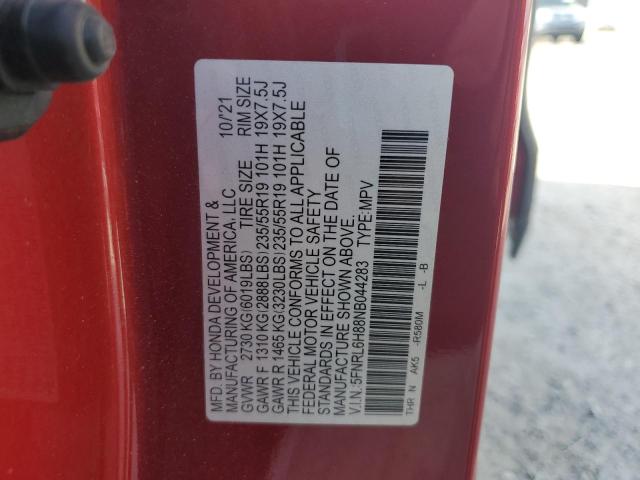 MFD. BY HONDA DEVELOPMENT &
MANUFACTURING OF AMERICA, LLC 10/'21
GVWR 2730 KG(6019LBS) TIRE SIZE RIM SIZE
GAWR F 1310 KG(2888LBS) 235/55R19 101H 19X7.5J
GAWR R 1465 KG(3230LBS) 235/55R19 101H 19X7.5J
THIS VEHICLE CONFORMS TO ALL APPLICABLE
FEDERAL MOTOR VEHICLE SAFETY
STANDARDS IN EFFECT ON THE DATE OF
MANUFACTURE SHOWN ABOVE.
V.I.N.:5FNRL6H88NB044283 TYPE:MPV
THR N AK5 -R580M -L -B